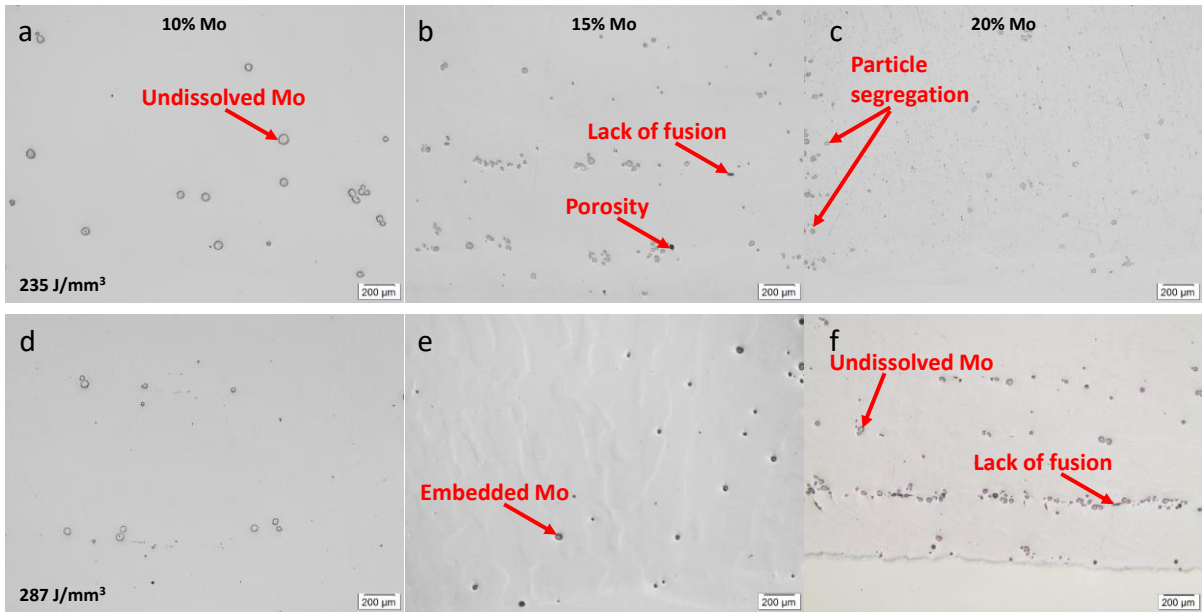 a
10% Mo
Undissolved Mo
235 J/mm³
200 µm
b
15% Mo
Lack of fusion
Porosity
200 µm
c
20% Mo
Particle
segregation
200 µm
d
287 J/mm³
200 µm
e
Embedded Mo
200 µm
f
Undissolved Mo
Lack of fusion
200 µm